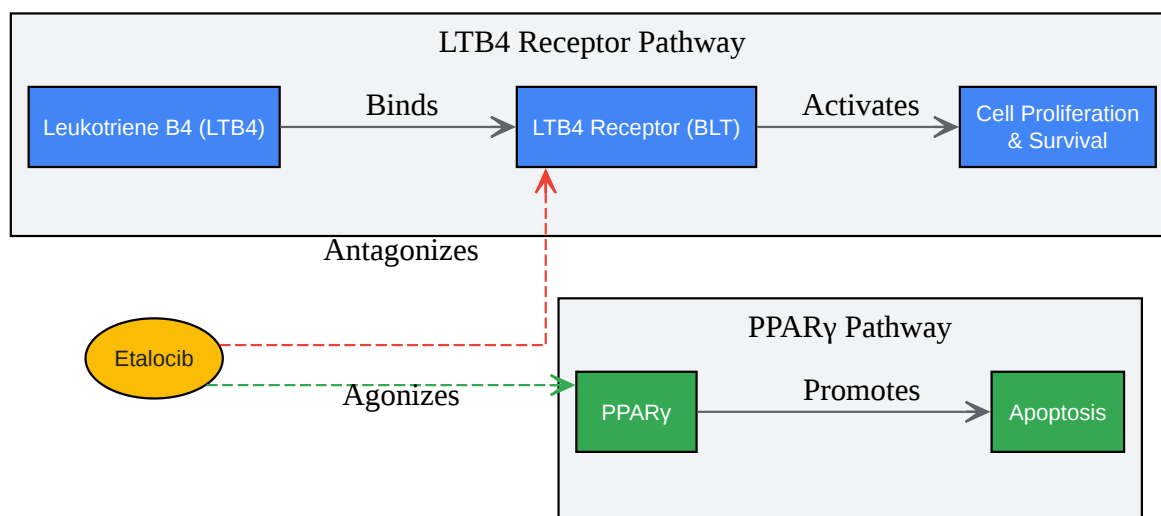 LTB4 Receptor Pathway
Binds
Activates
Leukotriene B4 (LTB4)
LTB4 Receptor (BLT)
Cell Proliferation
& Survival
Antagonizes
PPARγ Pathway
Etalocib
Agonizes
Promotes
PPARγ
Apoptosis